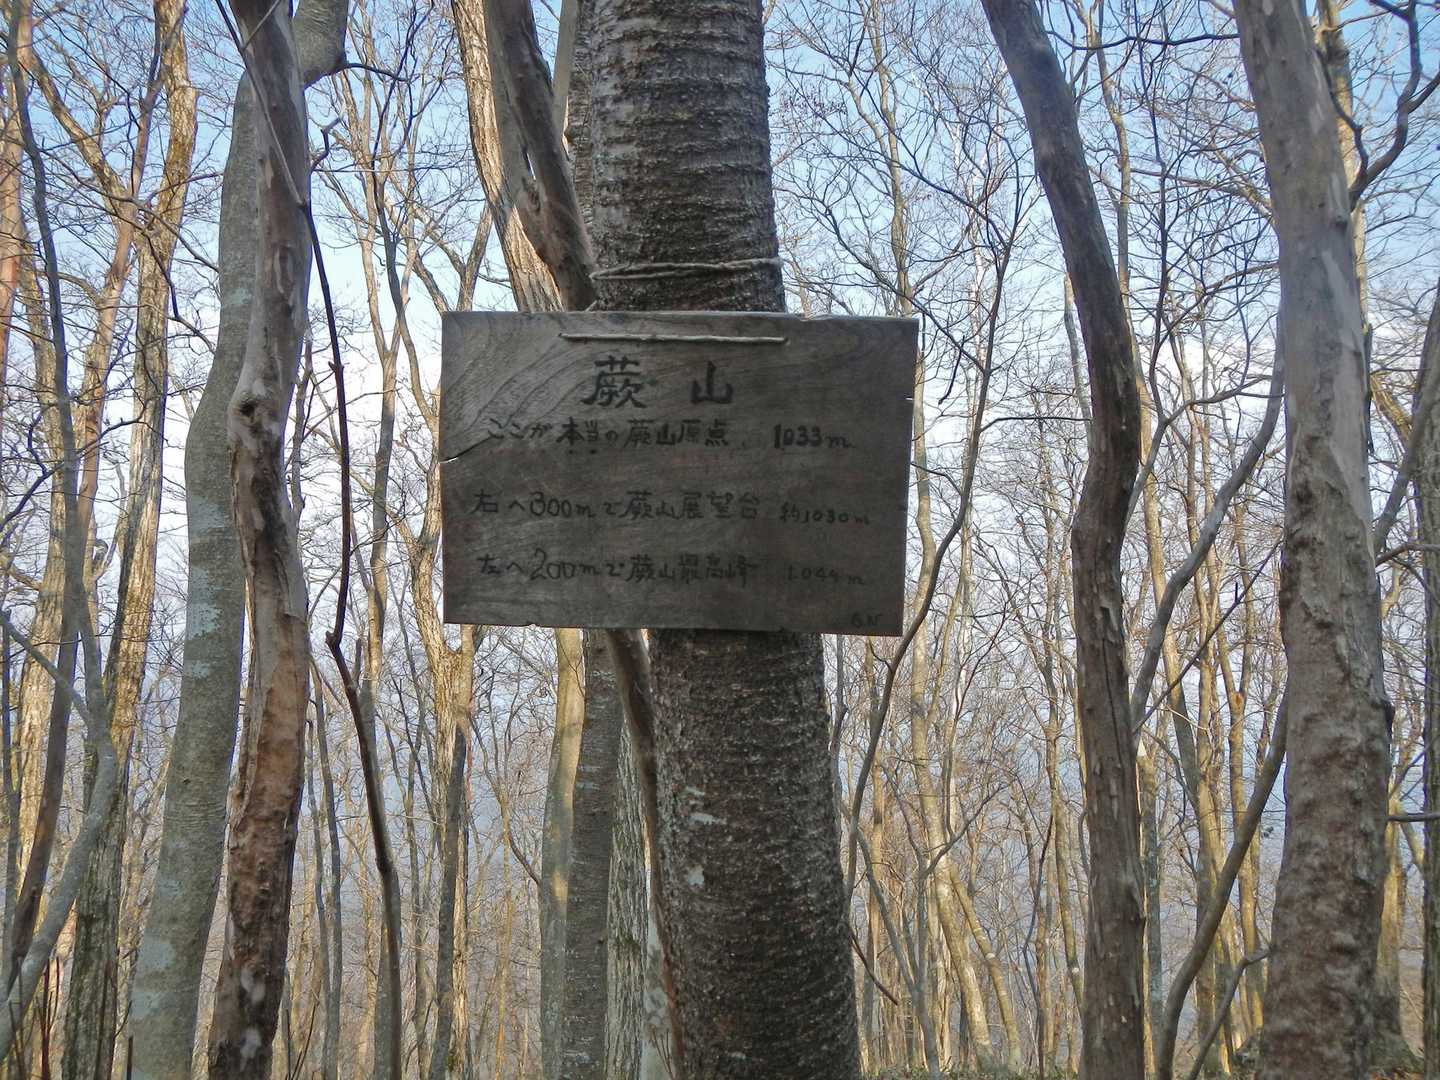 蕨山
ここが本当の蕨山原点、1033m
右へ300mで蕨山展望台 約1030m
左へ200mで蕨山最高峰 1.044m